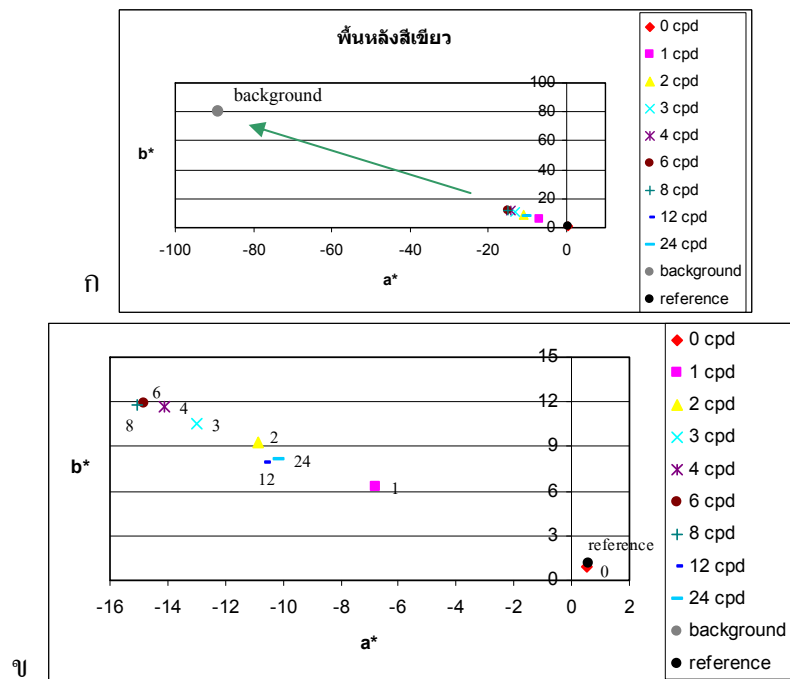 พื้นหลังสีเขียว
100
80
60
40
20
0
b*
background
-100 -80 -60 -40 -20 0
a*
0 cpd
1 cpd
2 cpd
3 cpd
4 cpd
6 cpd
8 cpd
12 cpd
24 cpd
background
reference
ก
15
12
9
6
3
0
b*
6
8
4
3
2
12
24
1
reference
0
-16 -14 -12 -10 -8 -6 -4 -2 0 2
a*
0 cpd
1 cpd
2 cpd
3 cpd
4 cpd
6 cpd
8 cpd
12 cpd
24 cpd
background
reference
ข